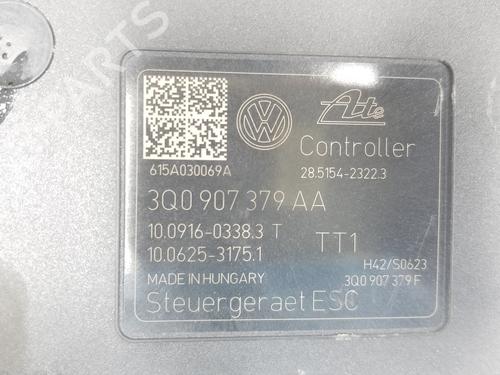 Ate
Controller
615A030069A
28.5154-2322.3
3Q0 907 379 AA
10.0916-0338.3 T
TT1
10.0625-3175.1
H42/S0623
MADE IN HUNGARY
3Q0 907 379 F
Steuergeraet ESC
PARTS